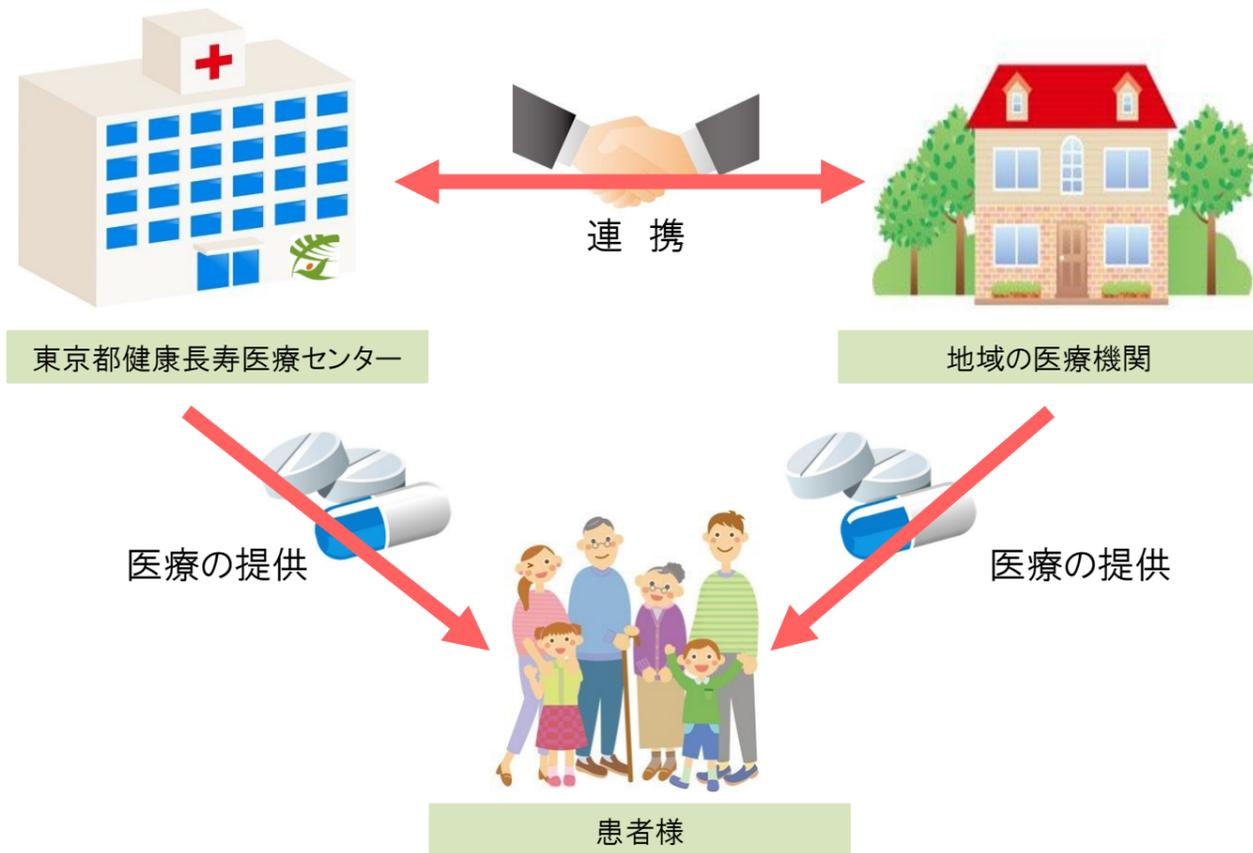 連 携
東京都健康長寿医療センター
地域の医療機関
医療の提供
医療の提供
患者様